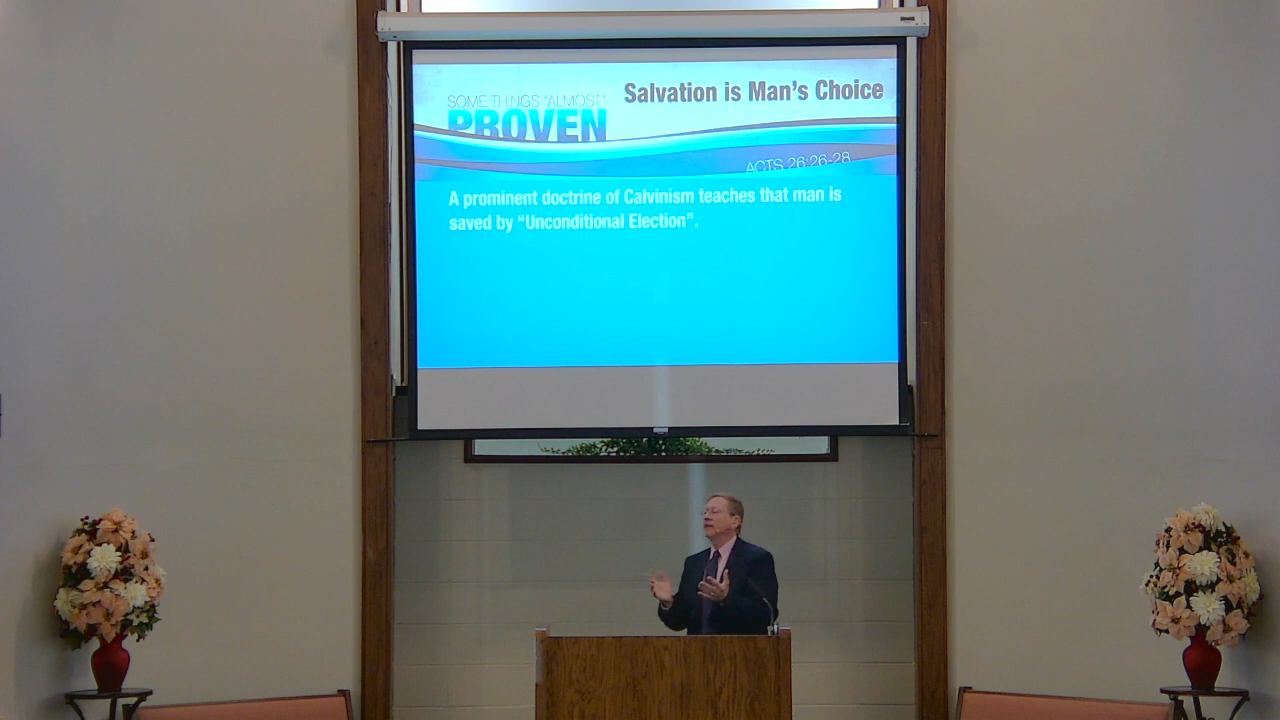 Salvation is Man's Choice
SOME THINGS "ALMOST"
PROVEN
ACTS 26:26-28
A prominent doctrine of Calvinism teaches that man is
saved by “Unconditional Election”.